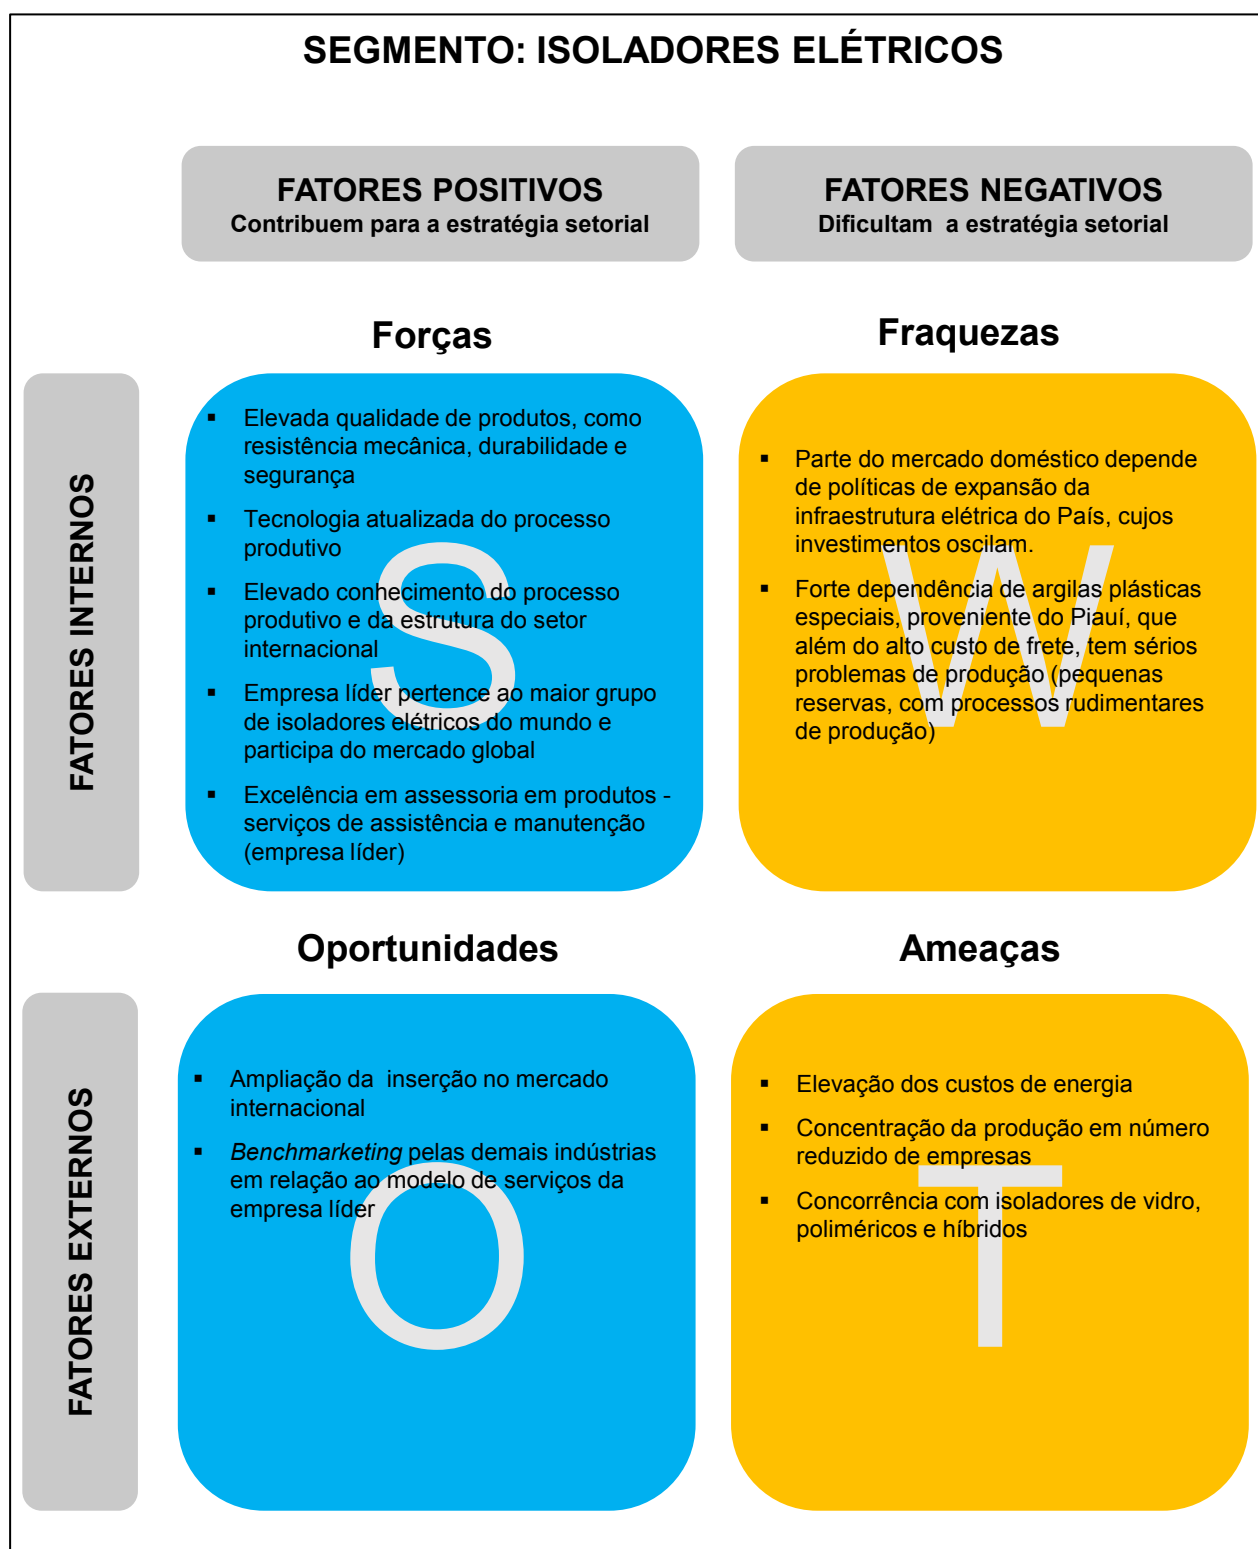 SEGMENTO: ISOLADORES ELÉTRICOS
FATORES POSITIVOS
Contribuem para a estratégia setorial
FATORES NEGATIVOS
Dificultam a estratégia setorial
FATORES INTERNOS
Forças
▪ Elevada qualidade de produtos, como
resistência mecânica, durabilidade e
segurança
▪ Tecnologia atualizada do processo
produtivo
▪ Elevado conhecimento do processo
produtivo e da estrutura do setor
internacional
▪ Empresa líder pertence ao maior grupo
de isoladores elétricos do mundo e
participa do mercado global
▪ Excelência em assessoria em produtos -
serviços de assistência e manutenção
(empresa líder)
S
Fraquezas
▪ Parte do mercado doméstico depende
de políticas de expansão da
infraestrutura elétrica do País, cujos
investimentos oscilam.
▪ Forte dependência de argilas plásticas
especiais, proveniente do Piauí, que
além do alto custo de frete, tem sérios
problemas de produção (pequenas
reservas, com processos rudimentares
de produção)
W
FATORES EXTERNOS
Oportunidades
▪ Ampliação da inserção no mercado
internacional
▪ Benchmarketing pelas demais indústrias
em relação ao modelo de serviços da
empresa líder
O
Ameaças
▪ Elevação dos custos de energia
▪ Concentração da produção em número
reduzido de empresas
▪ Concorrência com isoladores de vidro,
poliméricos e híbridos
T